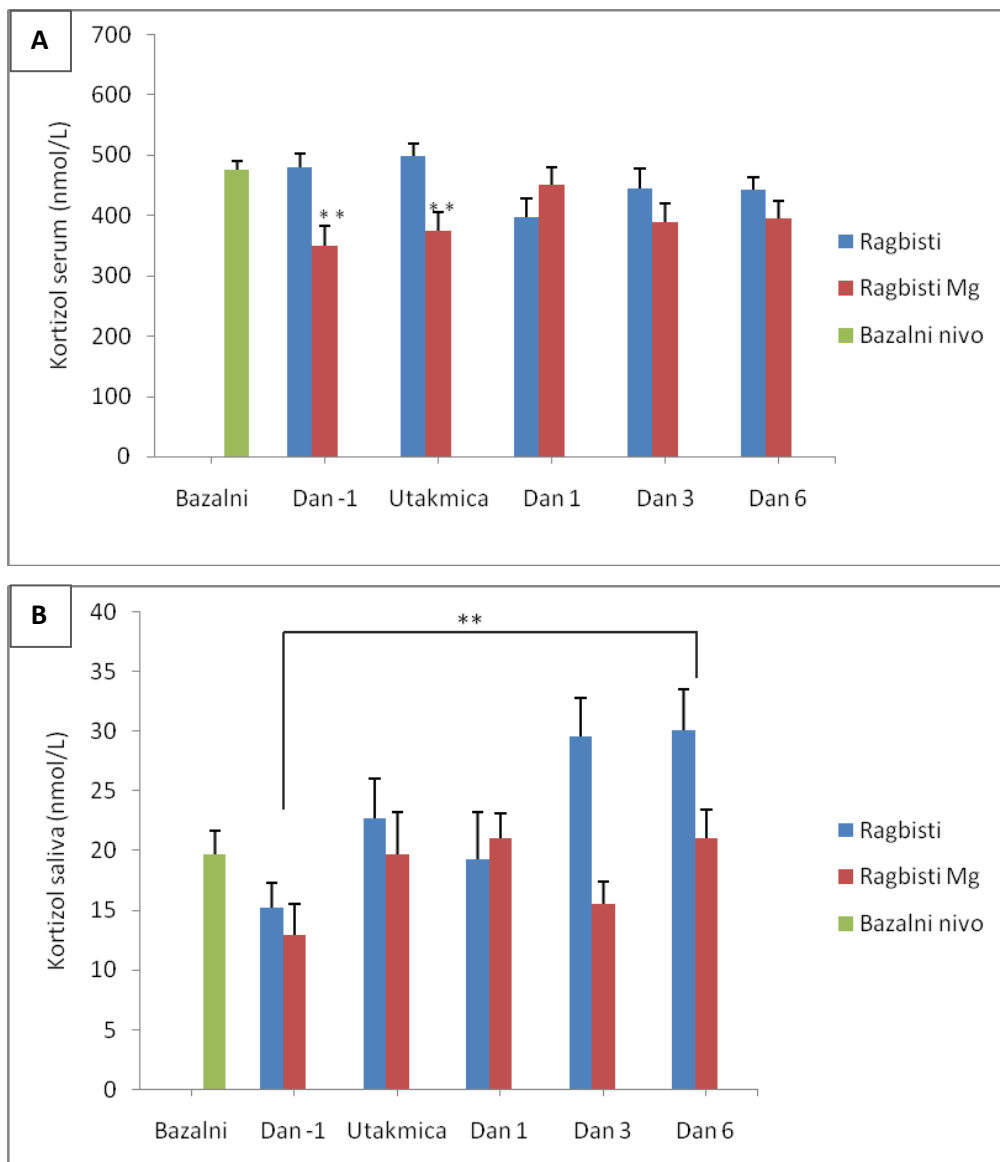 A
700
600
500
400
300
200
100
0
Kortizol serum (nmol/L)
**
**
Bazalni Dan -1 Utakmica Dan 1 Dan 3 Dan 6
Ragbisti
Ragbisti Mg
Bazalni nivo
B
40
35
30
25
20
15
10
5
0
Kortizol saliva (nmol/L)
**
Bazalni Dan -1 Utakmica Dan 1 Dan 3 Dan 6
Ragbisti
Ragbisti Mg
Bazalni nivo